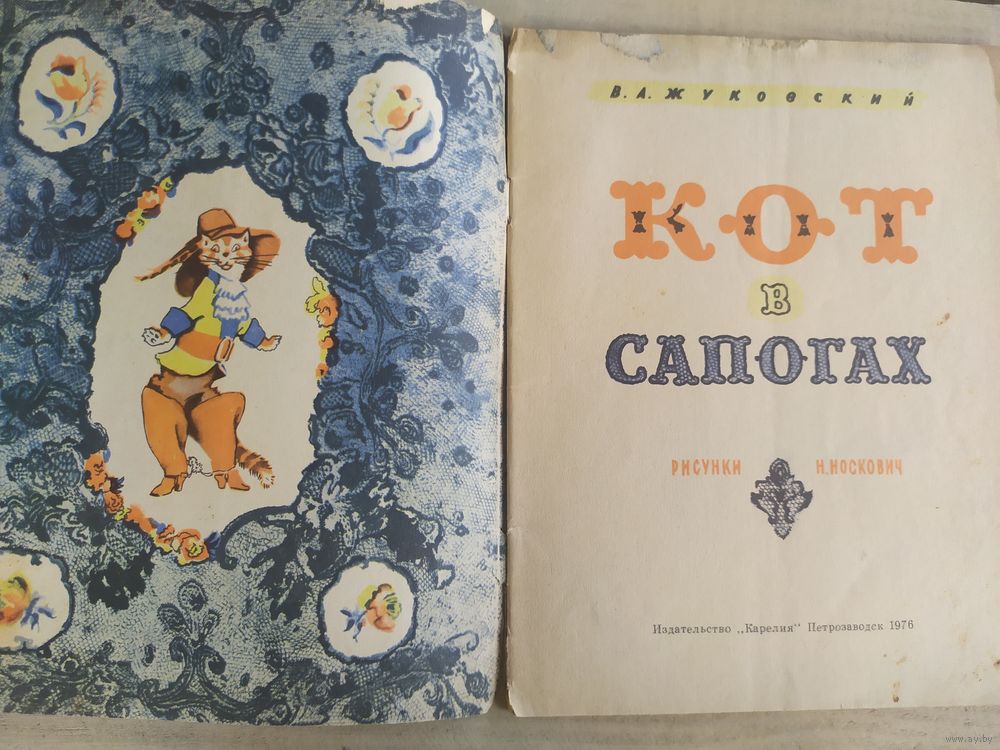 В.А.ЖУКОВСКИЙ
КОТ
В
САПОГАХ
РИСУНКИ Н.НОСКОВИЧ
Издательство „Карелия“ Петрозаводск 1976
www.ay.by